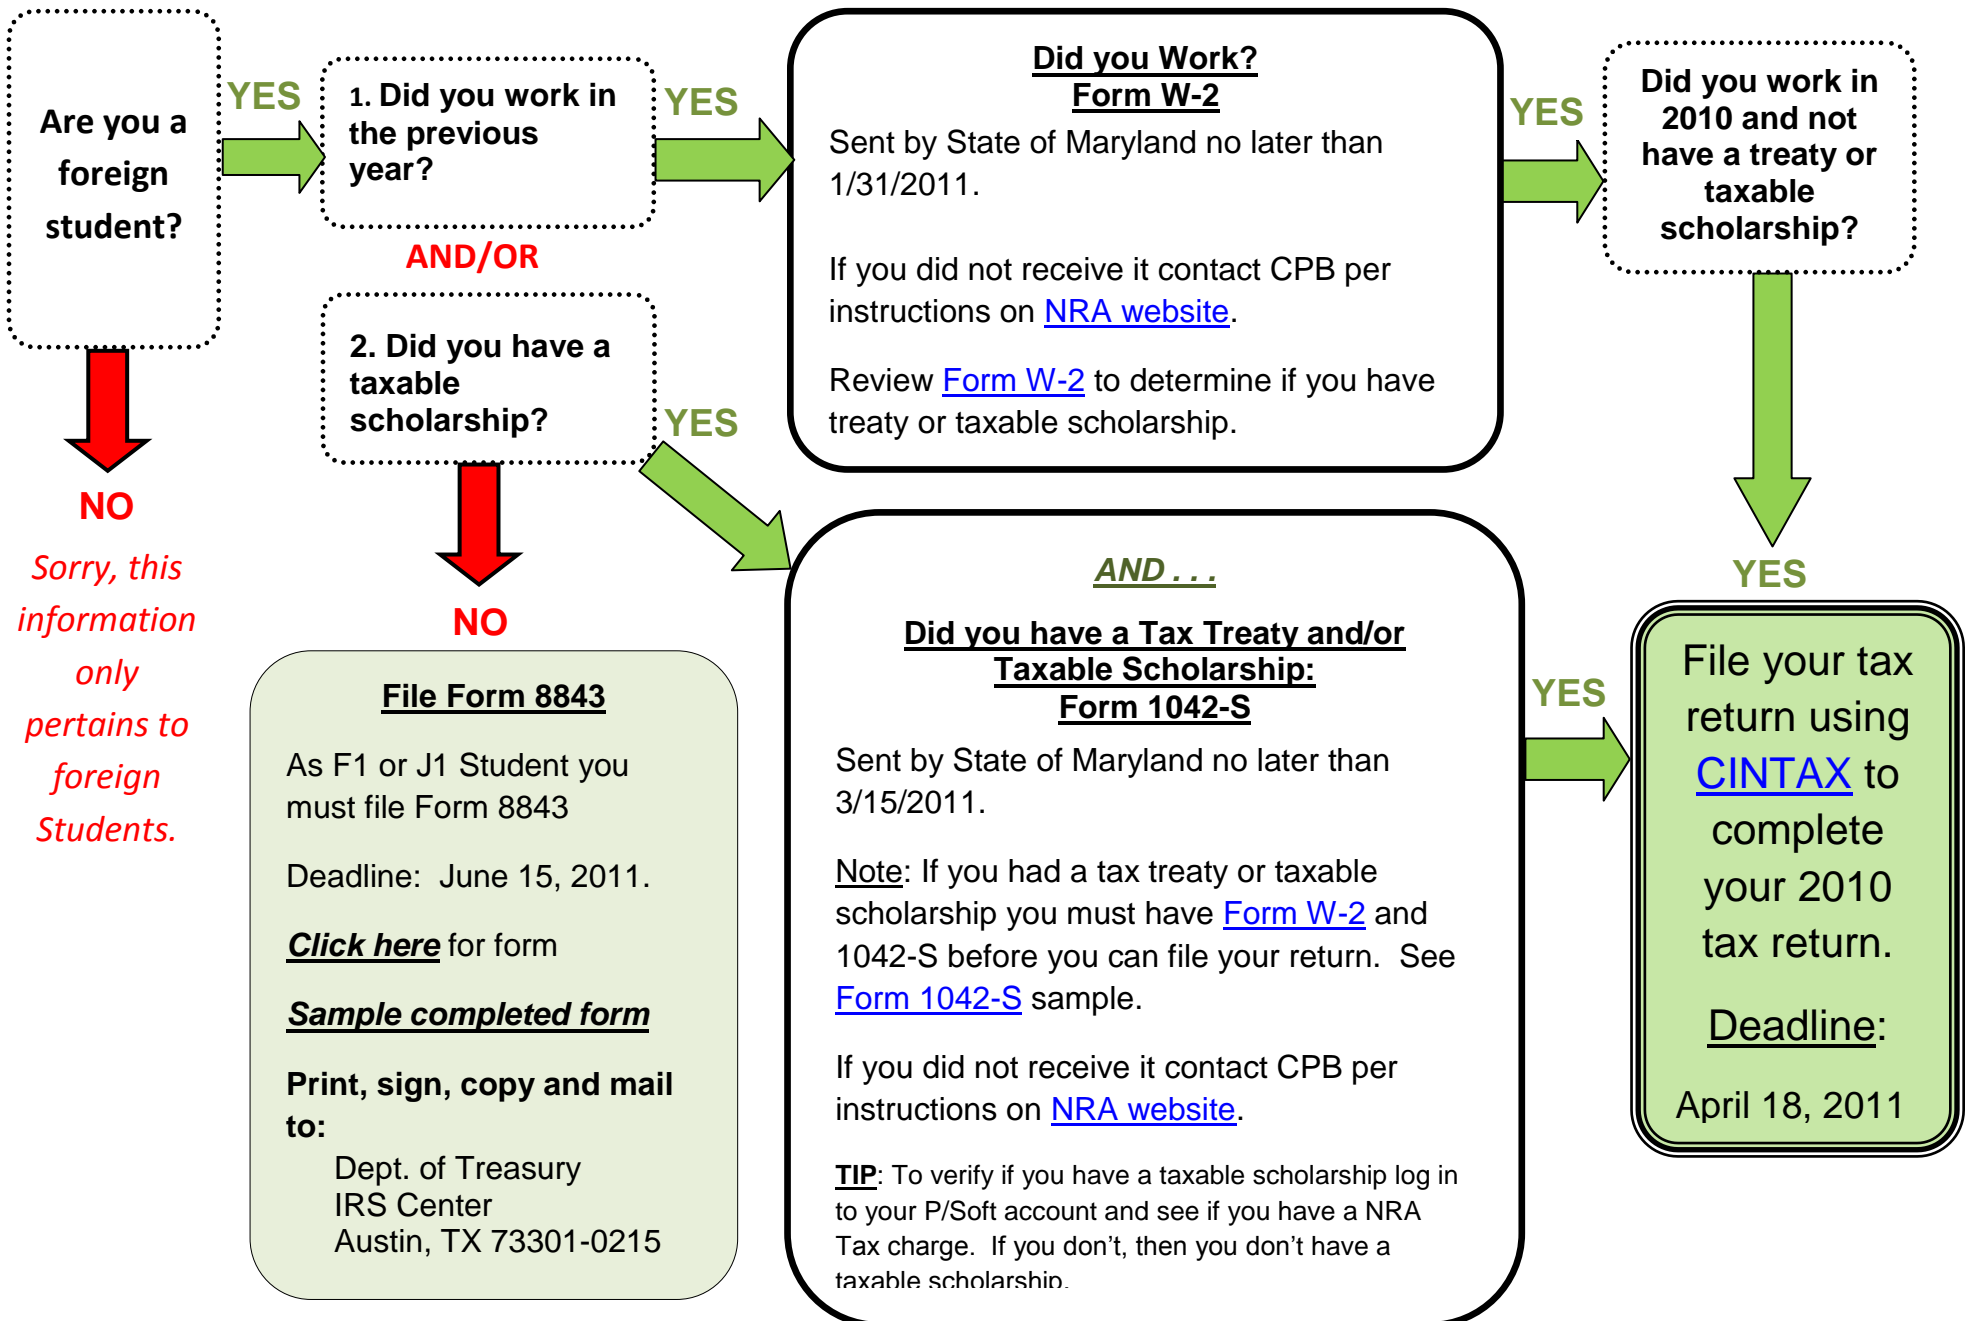 Are you a
foreign
student?
YES
1. Did you work in
the previous
year?
YES
AND/OR
2. Did you have a
taxable
scholarship?
YES
NO
Sorry, this
information
only
pertains to
foreign
Students.
NO
File Form 8843
As F1 or J1 Student you
must file Form 8843
Deadline:  June 15, 2011.
Click here for form
Sample completed form
Print, sign, copy and mail
to:
Dept. of Treasury
IRS Center
Austin, TX 73301-0215
Did you Work?
Form W-2
Sent by State of Maryland no later than
1/31/2011.
If you did not receive it contact CPB per
instructions on NRA website.
Review Form W-2 to determine if you have
treaty or taxable scholarship.
YES
Did you work in
2010 and not
have a treaty or
taxable
scholarship?
YES
AND . . .
Did you have a Tax Treaty and/or
Taxable Scholarship:
Form 1042-S
Sent by State of Maryland no later than
3/15/2011.
Note: If you had a tax treaty or taxable
scholarship you must have Form W-2 and
1042-S before you can file your return.  See
Form 1042-S sample.
If you did not receive it contact CPB per
instructions on NRA website.
TIP: To verify if you have a taxable scholarship log in
to your P/Soft account and see if you have a NRA
Tax charge.  If you don't, then you don't have a
taxable scholarship.
YES
File your tax
return using
CINTAX to
complete
your 2010
tax return.
Deadline:
April 18, 2011